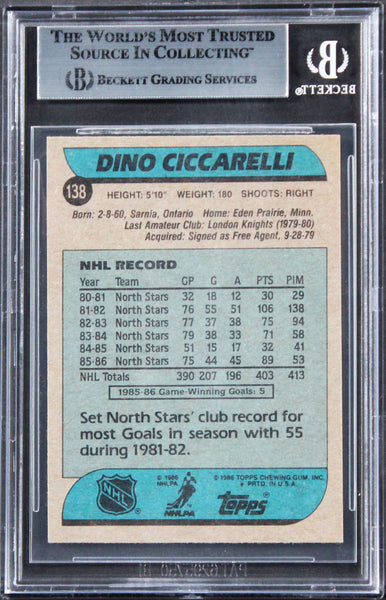 THE WORLD'S MOST TRUSTED
SOURCE IN COLLECTING™
B BECKETT GRADING SERVICES
B
BECKETT
DINO CICCARELLI
138
HEIGHT: 5'10" WEIGHT: 180 SHOOTS: RIGHT
Born: 2-8-60, Sarnia, Ontario Home: Eden Prairie, Minn.
Last Amateur Club: London Knights (1979-80)
Acquired: Signed as Free Agent, 9-28-79
NHL RECORD
Year Team GP G A PTS PIM
80-81 North Stars 32 18 12 30 29
81-82 North Stars 76 55 51 106 138
82-83 North Stars 77 37 38 75 94
83-84 North Stars 79 38 33 71 58
84-85 North Stars 51 15 17 32 41
85-86 North Stars 75 44 45 89 53
NHL Totals 390 207 196 403 413
1985-86 Game-Winning Goals: 5
Set North Stars' club record for
most Goals in season with 55
during 1981-82.
NHL
© 1986
NHLPA
NHLPA
© 1986 TOPPS CHEWING GUM, INC.
PRTD. IN U.S.A.
topps